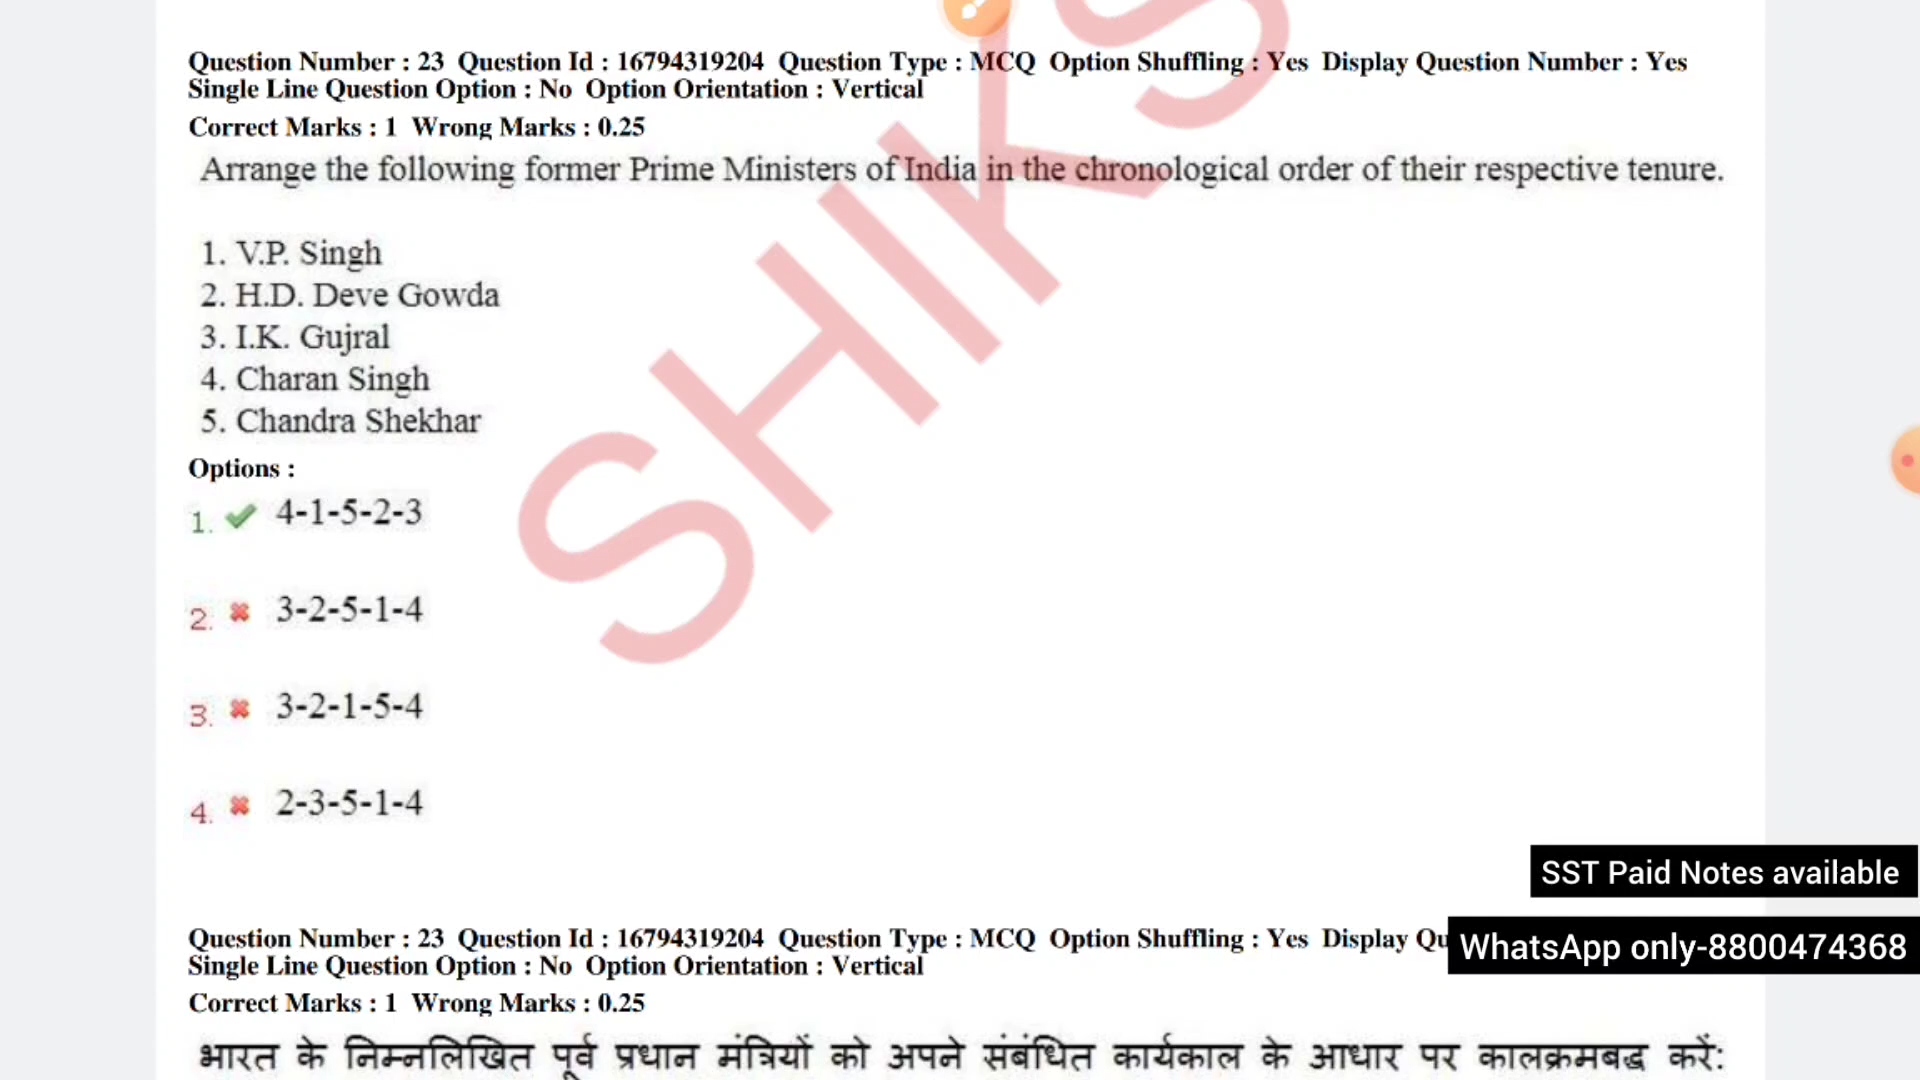 Question Number : 23 Question Id : 16794319204 Question Type : MCQ Option Shuffling : Yes Display Question Number : Yes
Single Line Question Option : No Option Orientation : Vertical
Correct Marks : 1 Wrong Marks : 0.25
Arrange the following former Prime Ministers of India in the chronological order of their respective tenure.
1. V.P. Singh
2. H.D. Deve Gowda
3. I.K. Gujral
4. Charan Singh
5. Chandra Shekhar
Options :
1. 4-1-5-2-3
2. 3-2-5-1-4
3. 3-2-1-5-4
4. 2-3-5-1-4
SHIKS
SST Paid Notes available
Question Number : 23 Question Id : 16794319204 Question Type : MCQ Option Shuffling : Yes Display Qu
WhatsApp only-8800474368
Single Line Question Option : No Option Orientation : Vertical
Correct Marks : 1 Wrong Marks : 0.25
भारत के निम्नलिखित पूर्व प्रधान मंत्रियों को अपने संबंधित कार्यकाल के आधार पर कालक्रमबद्ध करें: